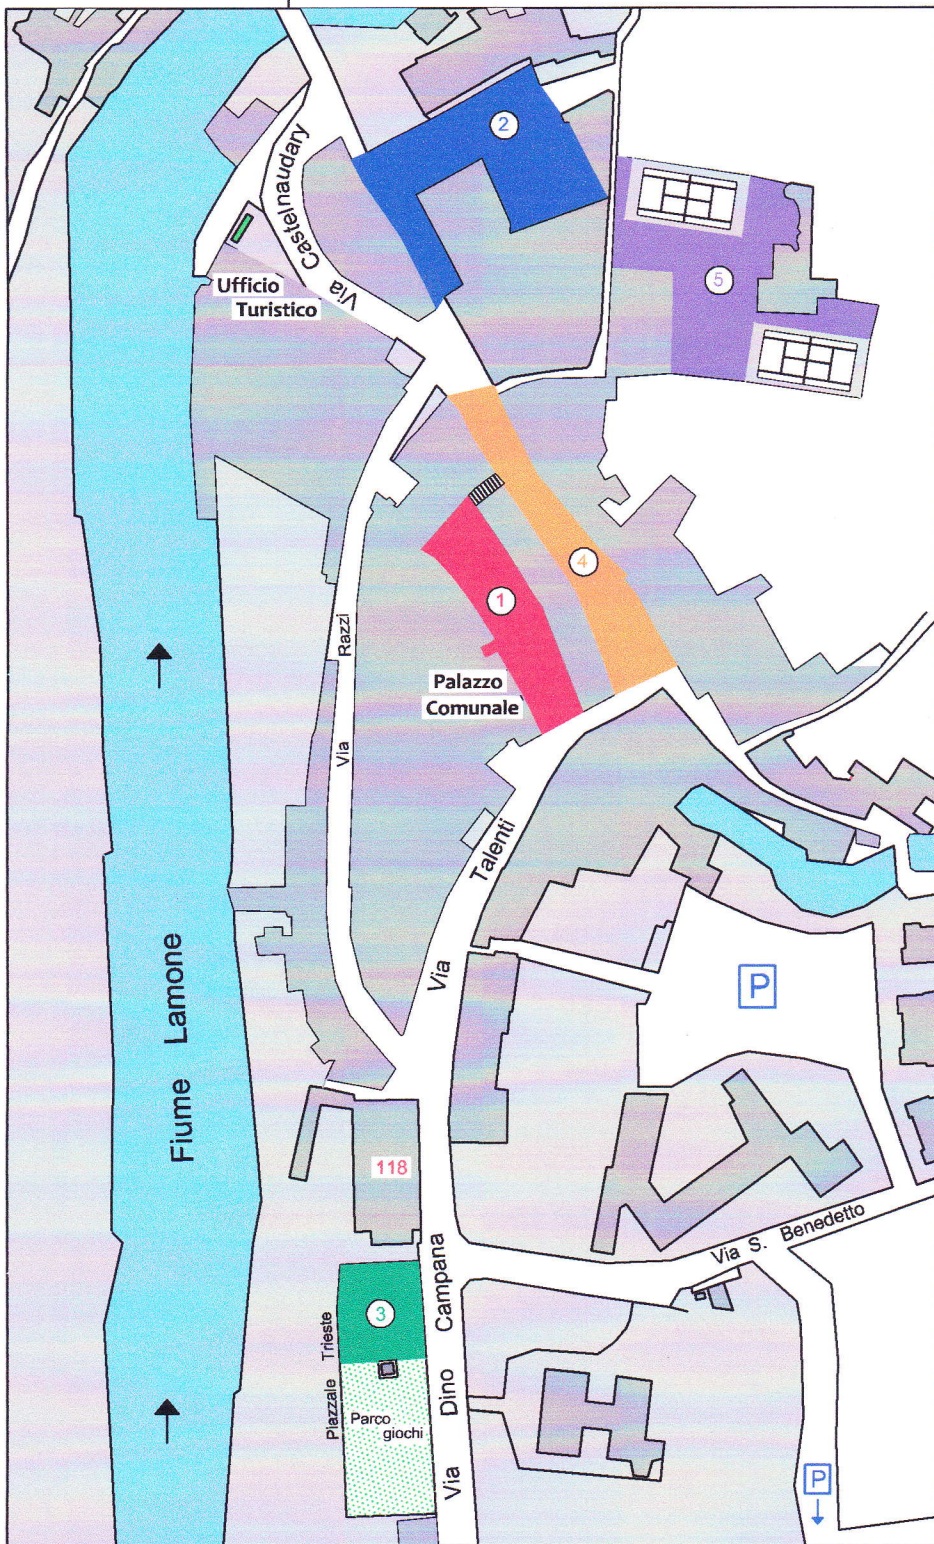 2
Via Castelnaudary
5
Ufficio
Turistico
4
1
Via Razzi
Palazzo
Comunale
Via Talenti
P
Fiume Lamone
118
Via S. Benedetto
3
Piazzale Trieste
Via Dino Campana
Parco
giochi
P